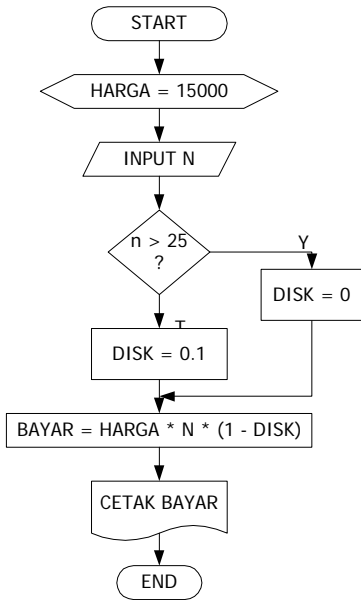 START
HARGA = 15000
INPUT N
n > 25
?
Y
DISK = 0
T
DISK = 0.1
BAYAR = HARGA * N * (1 - DISK)
CETAK BAYAR
END